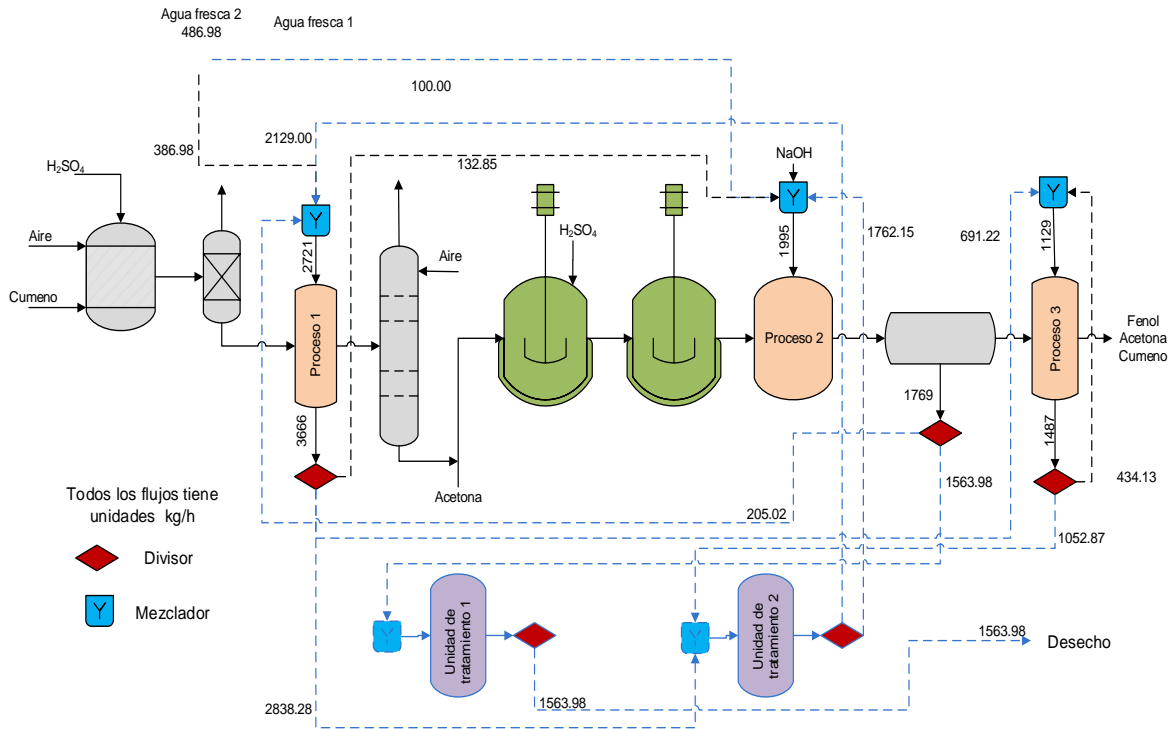 Agua fresca 2
486.98
Agua fresca 1
100.00
2129.00
386.98
132.85
NaOH
H₂SO₄
Y
Y
Y
Aire
2721
H₂SO₄
1995
1762.15
691.22
1129
Aire
Cumeno
Proceso 1
Proceso 2
Proceso 3
Fenol
Acetona
Cumeno
3666
1769
1487
Acetona
1563.98
434.13
Todos los flujos tiene
unidades kg/h
205.02
1052.87
Divisor
Mezclador
Y
Y
Unidad de
tratamiento 1
Y
Unidad de
tratamiento 2
1563.98
Desecho
2838.28
1563.98